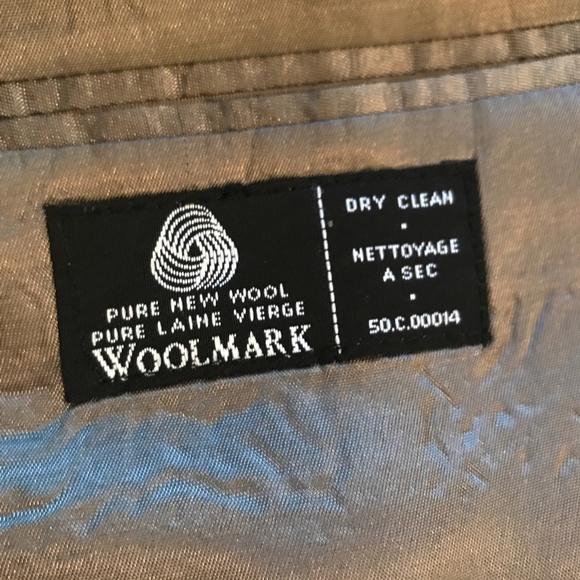 PURE NEW WOOL
PURE LAINE VIERGE
WOOLMARK
DRY CLEAN
NETTOYAGE
A SEC
50.C.00014